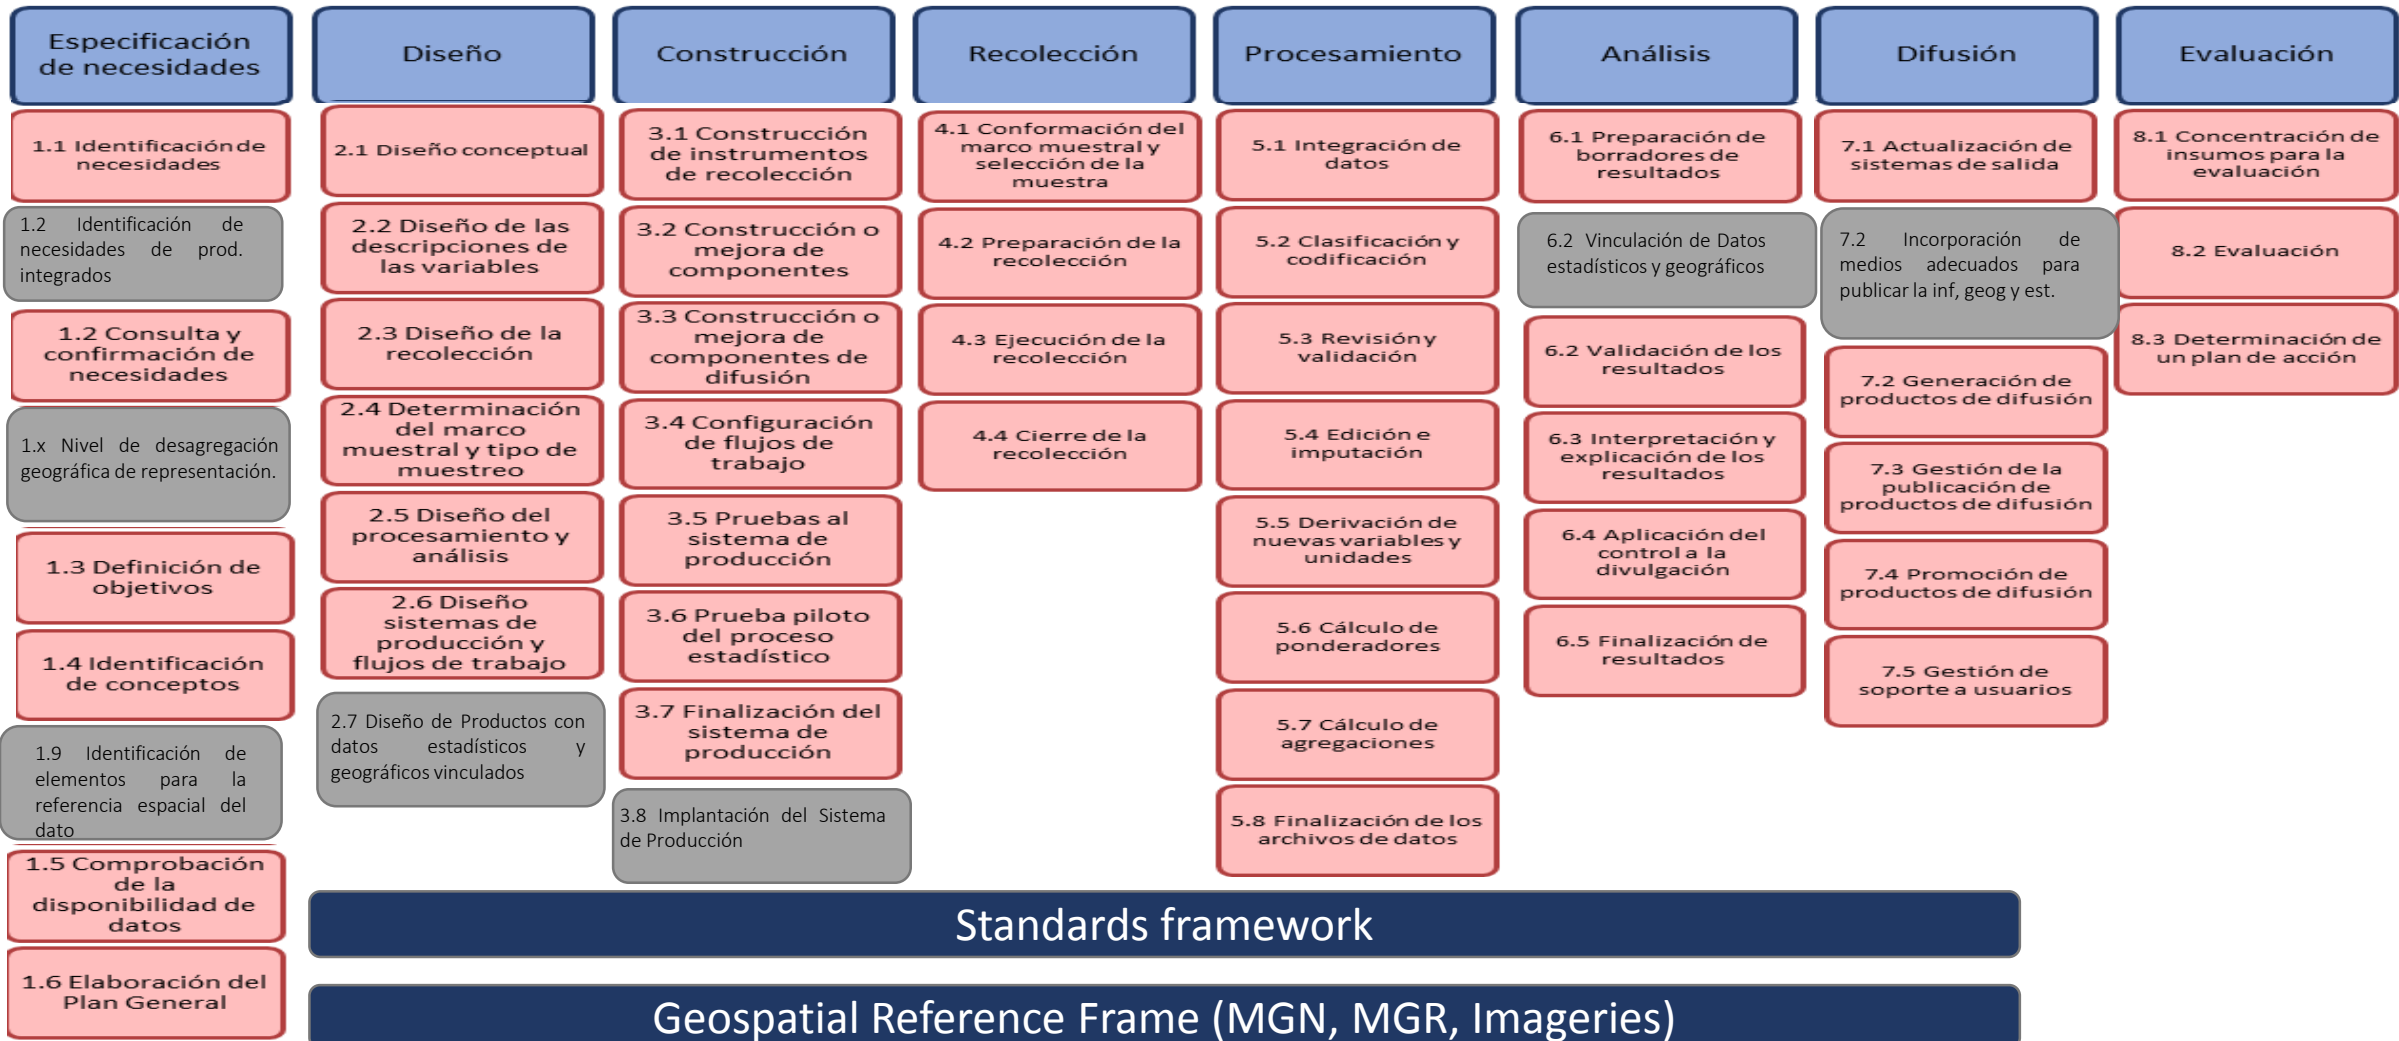 Especificación
de necesidades
Diseño
Construcción
Recolección
Procesamiento
Análisis
Difusión
Evaluación
1.1 Identificación de
necesidades
1.2 Identificación de
necesidades de prod.
integrados
1.2 Consulta y
confirmación de
necesidades
1.x Nivel de desagregación
geográfica de representación.
1.3 Definición de
objetivos
1.4 Identificación
de conceptos
1.9 Identificación de
elementos para la
referencia espacial del
dato
1.5 Comprobación
de la
disponibilidad de
datos
1.6 Elaboración del
Plan General
2.1 Diseño conceptual
2.2 Diseño de las
descripciones de
las variables
2.3 Diseño de la
recolección
2.4 Determinación
del marco
muestral y tipo de
muestreo
2.5 Diseño del
procesamiento y
análisis
2.6 Diseño
sistemas de
producción y
flujos de trabajo
2.7 Diseño de Productos con
datos estadísticos y
geográficos vinculados
3.1 Construcción
de instrumentos
de recolección
3.2 Construcción o
mejora de
componentes
3.3 Construcción o
mejora de
componentes de
difusión
3.4 Configuración
de flujos de
trabajo
3.5 Pruebas al
sistema de
producción
3.6 Prueba piloto
del proceso
estadístico
3.7 Finalización del
sistema de
producción
3.8 Implantación del Sistema
de Producción
4.1 Conformación del
marco muestral y
selección de la
muestra
4.2 Preparación de la
recolección
4.3 Ejecución de la
recolección
4.4 Cierre de la
recolección
5.1 Integración de
datos
5.2 Clasificación y
codificación
5.3 Revisión y
validación
5.4 Edición e
imputación
5.5 Derivación de
nuevas variables y
unidades
5.6 Cálculo de
ponderadores
5.7 Cálculo de
agregaciones
5.8 Finalización de los
archivos de datos
6.1 Preparación de
borradores de
resultados
6.2 Vinculación de Datos
estadísticos y geográficos
6.2 Validación de los
resultados
6.3 Interpretación y
explicación de los
resultados
6.4 Aplicación del
control a la
divulgación
6.5 Finalización de
resultados
7.1 Actualización de
sistemas de salida
7.2 Incorporación de
medios adecuados para
publicar la inf, geog y est.
7.2 Generación de
productos de difusión
7.3 Gestión de la
publicación de
productos de difusión
7.4 Promoción de
productos de difusión
7.5 Gestión de
soporte a usuarios
8.1 Concentración de
insumos para la
evaluación
8.2 Evaluación
8.3 Determinación de
un plan de acción
Standards framework
Geospatial Reference Frame (MGN, MGR, Imageries)